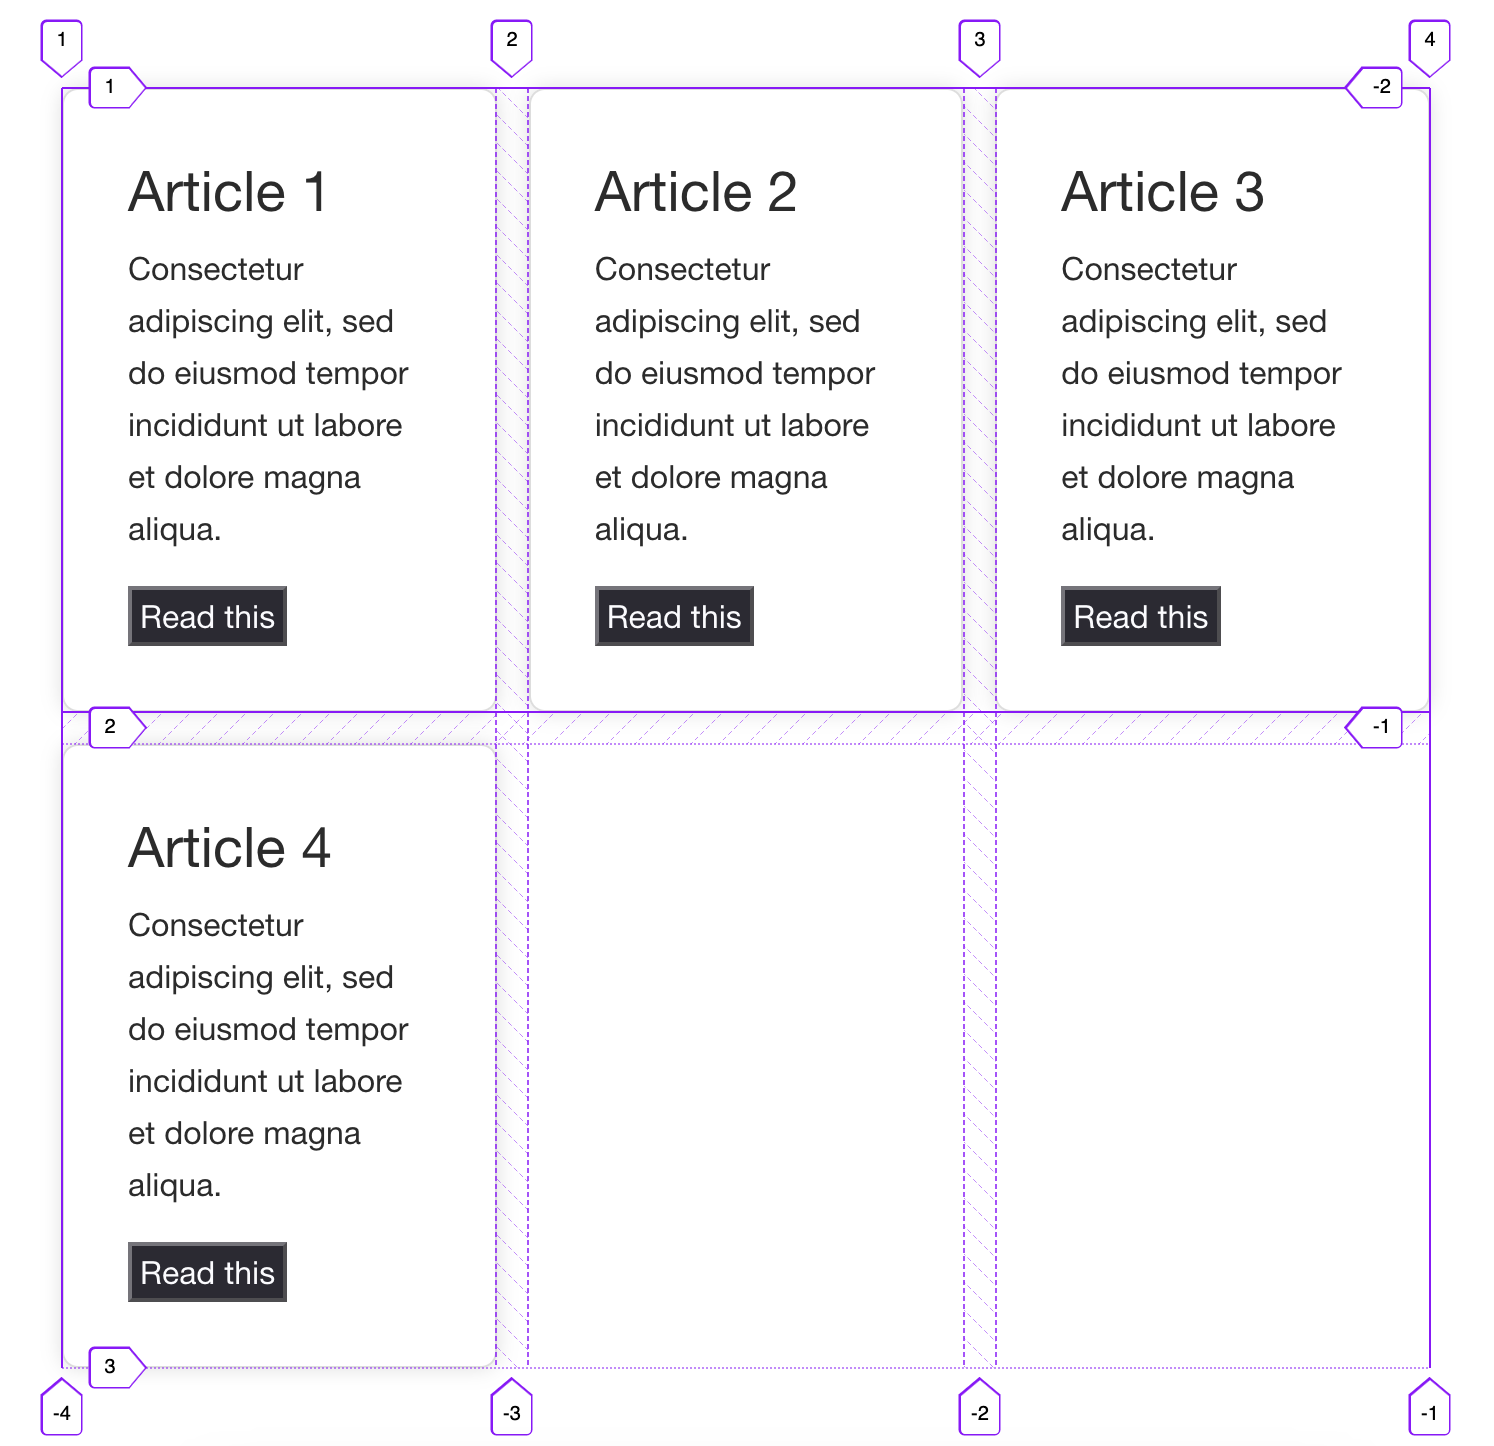 1 2 3 4
1 -2
Article 1
Consectetur
adipiscing elit, sed
do eiusmod tempor
incididunt ut labore
et dolore magna
aliqua.
Read this
Article 2
Consectetur
adipiscing elit, sed
do eiusmod tempor
incididunt ut labore
et dolore magna
aliqua.
Read this
Article 3
Consectetur
adipiscing elit, sed
do eiusmod tempor
incididunt ut labore
et dolore magna
aliqua.
Read this
2 -1
Article 4
Consectetur
adipiscing elit, sed
do eiusmod tempor
incididunt ut labore
et dolore magna
aliqua.
Read this
3
-4 -3 -2 -1